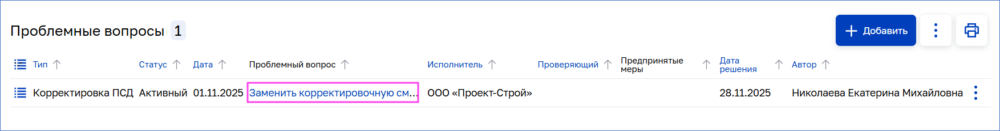 Проблемные вопросы 1
Добавить
Тип Статус Дата Проблемный вопрос Исполнитель Проверяющий Предпринятые меры Дата решения Автор
Корректировка ПСД Активный 01.11.2025 Заменить корректировочную см... ООО «Проект-Строй» 28.11.2025 Николаева Екатерина Михайловна